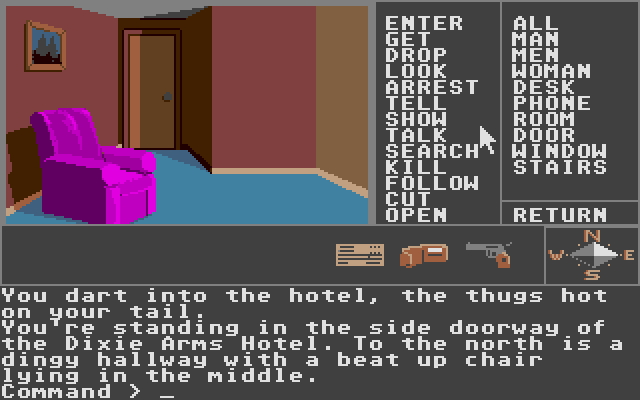 ENTER
GET
DROP
LOOK
ARREST
TELL
SHOW
TALK
SEARCH
KILL
FOLLOW
CUT
OPEN
ALL
MAN
MEN
WOMAN
DESK
PHONE
ROOM
DOOR
WINDOW
STAIRS
RETURN
N
W E
S
You dart into the hotel, the thugs hot
on your tail.
You're standing in the side doorway of
the Dixie Arms Hotel. To the north is a
dingy hallway with a beat up chair
lying in the middle.
Command > _